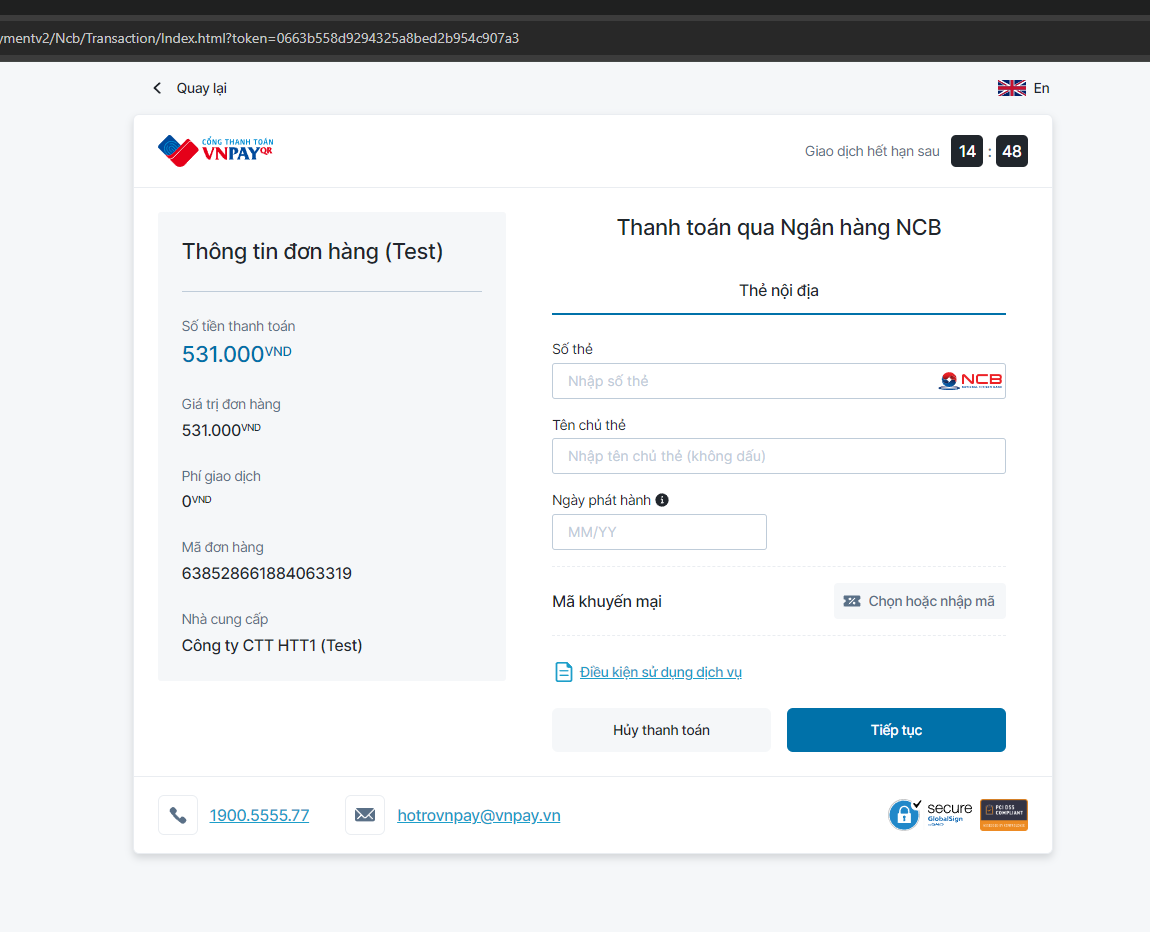 ymentv2/Ncb/Transaction/Index.html?token=0663b558d9294325a8bed2b954c907a3
Quay lại
En
CỔNG THANH TOÁN
VNPAYQR
Giao dịch hết hạn sau 14 : 48
Thông tin đơn hàng (Test)
Số tiền thanh toán
531.000VND
Giá trị đơn hàng
531.000VND
Phí giao dịch
0VND
Mã đơn hàng
638528661884063319
Nhà cung cấp
Công ty CTT HTT1 (Test)
Thanh toán qua Ngân hàng NCB
Thẻ nội địa
Số thẻ
Nhập số thẻ
NCB
Tên chủ thẻ
Nhập tên chủ thẻ (không dấu)
Ngày phát hành
MM/YY
Mã khuyến mại
Chọn hoặc nhập mã
Điều kiện sử dụng dịch vụ
Hủy thanh toán
Tiếp tục
1900.5555.77
hotrovnpay@vnpay.vn
secure
GlobalSign
PCI DSS
COMPLIANT